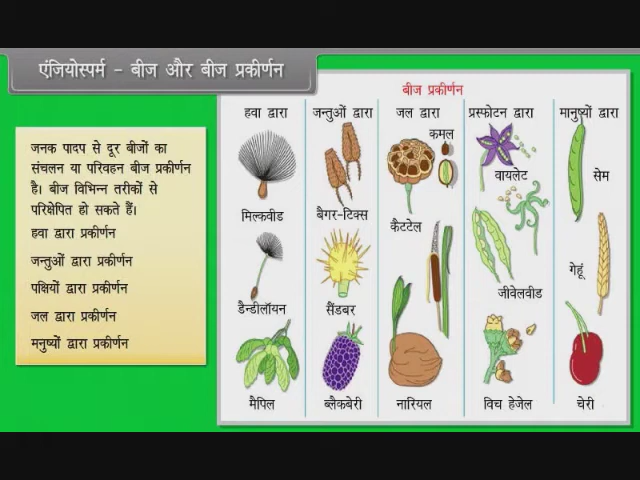 एंजियोस्पर्म - बीज और बीज प्रकीर्णन
जनक पादप से दूर बीजों का
संचलन या परिवहन बीज प्रकीर्णन
है। बीज विभिन्न तरीकों से
परिक्षेपित हो सकते हैं।
हवा द्वारा प्रकीर्णन
जन्तुओं द्वारा प्रकीर्णन
पक्षियों द्वारा प्रकीर्णन
जल द्वारा प्रकीर्णन
मनुष्यों द्वारा प्रकीर्णन
बीज प्रकीर्णन
हवा द्वारा
मिल्कवीड
डैन्डीलॉयन
मैपिल
जन्तुओं द्वारा
बैगर-टिक्स
सैंडबर
ब्लैकबेरी
जल द्वारा
कमल
कैटटेल
नारियल
प्रस्फोटन द्वारा
वायलेट
जीवेलवीड
विच हेजेल
मानुष्यों द्वारा
सेम
गेहूं
चेरी